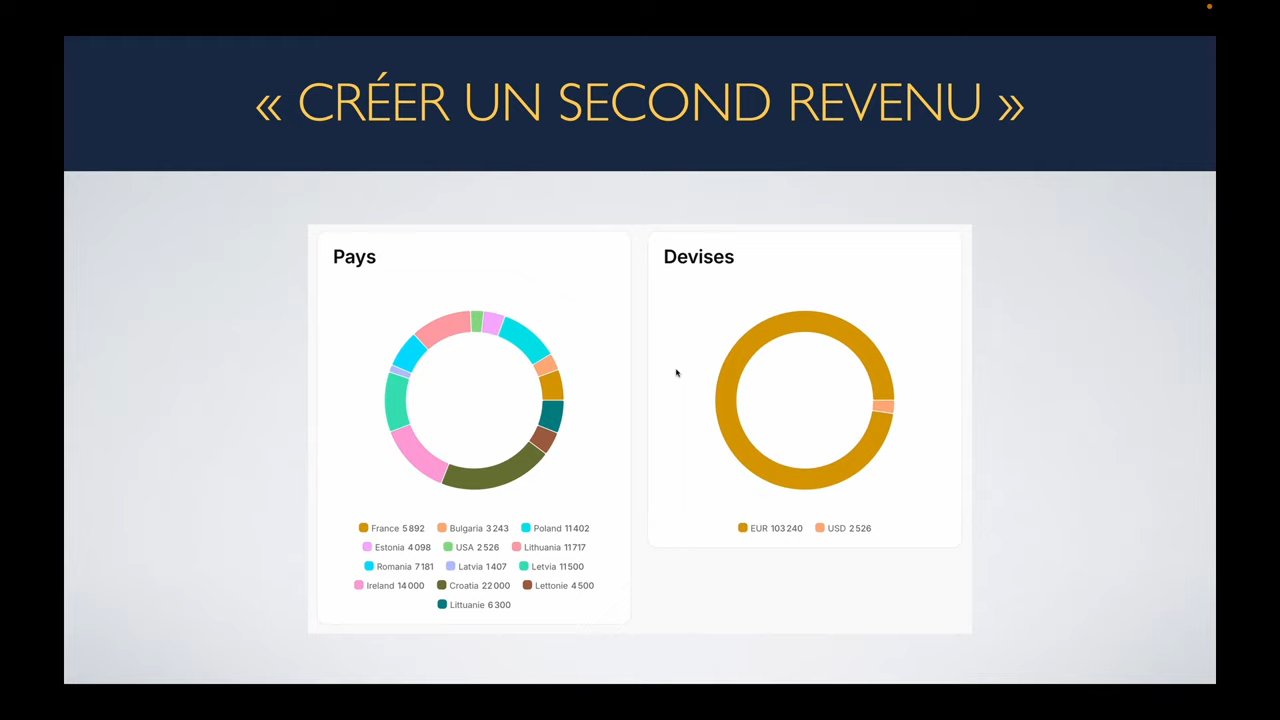 « CRÉER UN SECOND REVENU »
Pays
France 5 892 Bulgaria 3 243 Poland 11 402
Estonia 4 098 USA 2 526 Lithuania 11 717
Romania 7 181 Latvia 1 407 Letvia 11 500
Ireland 14 000 Croatia 22 000 Lettonie 4 500
Littuanie 6 300
Devises
EUR 103 240 USD 2 526